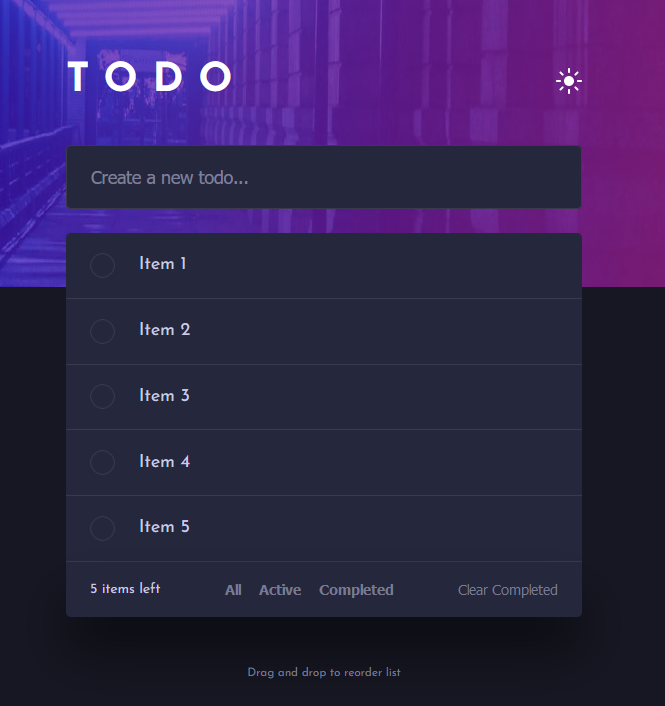 TODO
Create a new todo...
Item 1
Item 2
Item 3
Item 4
Item 5
5 items left All Active Completed Clear Completed
Drag and drop to reorder list